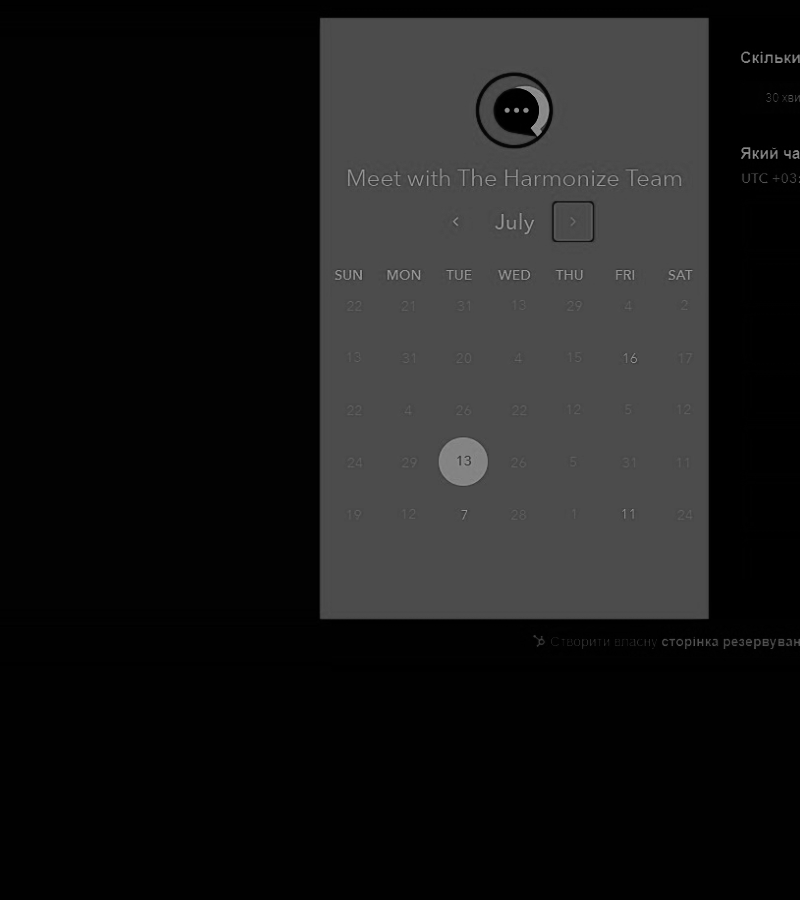 Meet with The Harmonize Team
July
SUN MON TUE WED THU FRI SAT
22 21 31 13 29 4 2
13 31 20 4 15 16 17
22 4 26 22 12 5 12
24 29 13 26 5 31 11
19 12 7 28 1 11 24
Скільки
30 хви
Який ча
UTC +03:
Створити власну сторінка резервуван